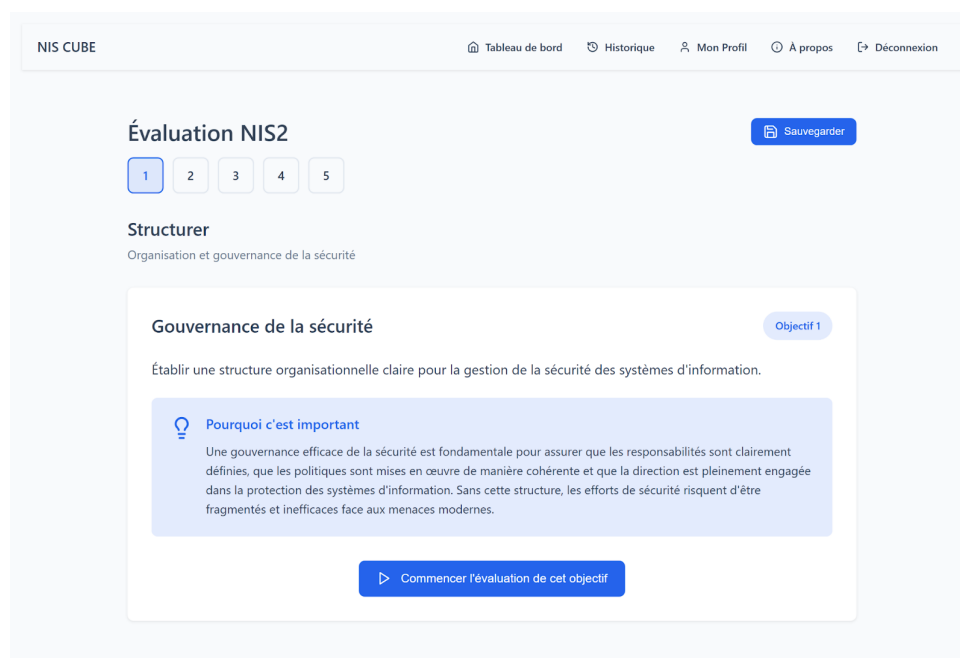 NIS CUBE
Tableau de bord
Historique
Mon Profil
À propos
Déconnexion
Évaluation NIS2
Sauvegarder
1
2
3
4
5
Structurer
Organisation et gouvernance de la sécurité
Gouvernance de la sécurité
Objectif 1
Établir une structure organisationnelle claire pour la gestion de la sécurité des systèmes d'information.
Pourquoi c'est important
Une gouvernance efficace de la sécurité est fondamentale pour assurer que les responsabilités sont clairement
définies, que les politiques sont mises en œuvre de manière cohérente et que la direction est pleinement engagée
dans la protection des systèmes d'information. Sans cette structure, les efforts de sécurité risquent d'être
fragmentés et inefficaces face aux menaces modernes.
Commencer l'évaluation de cet objectif